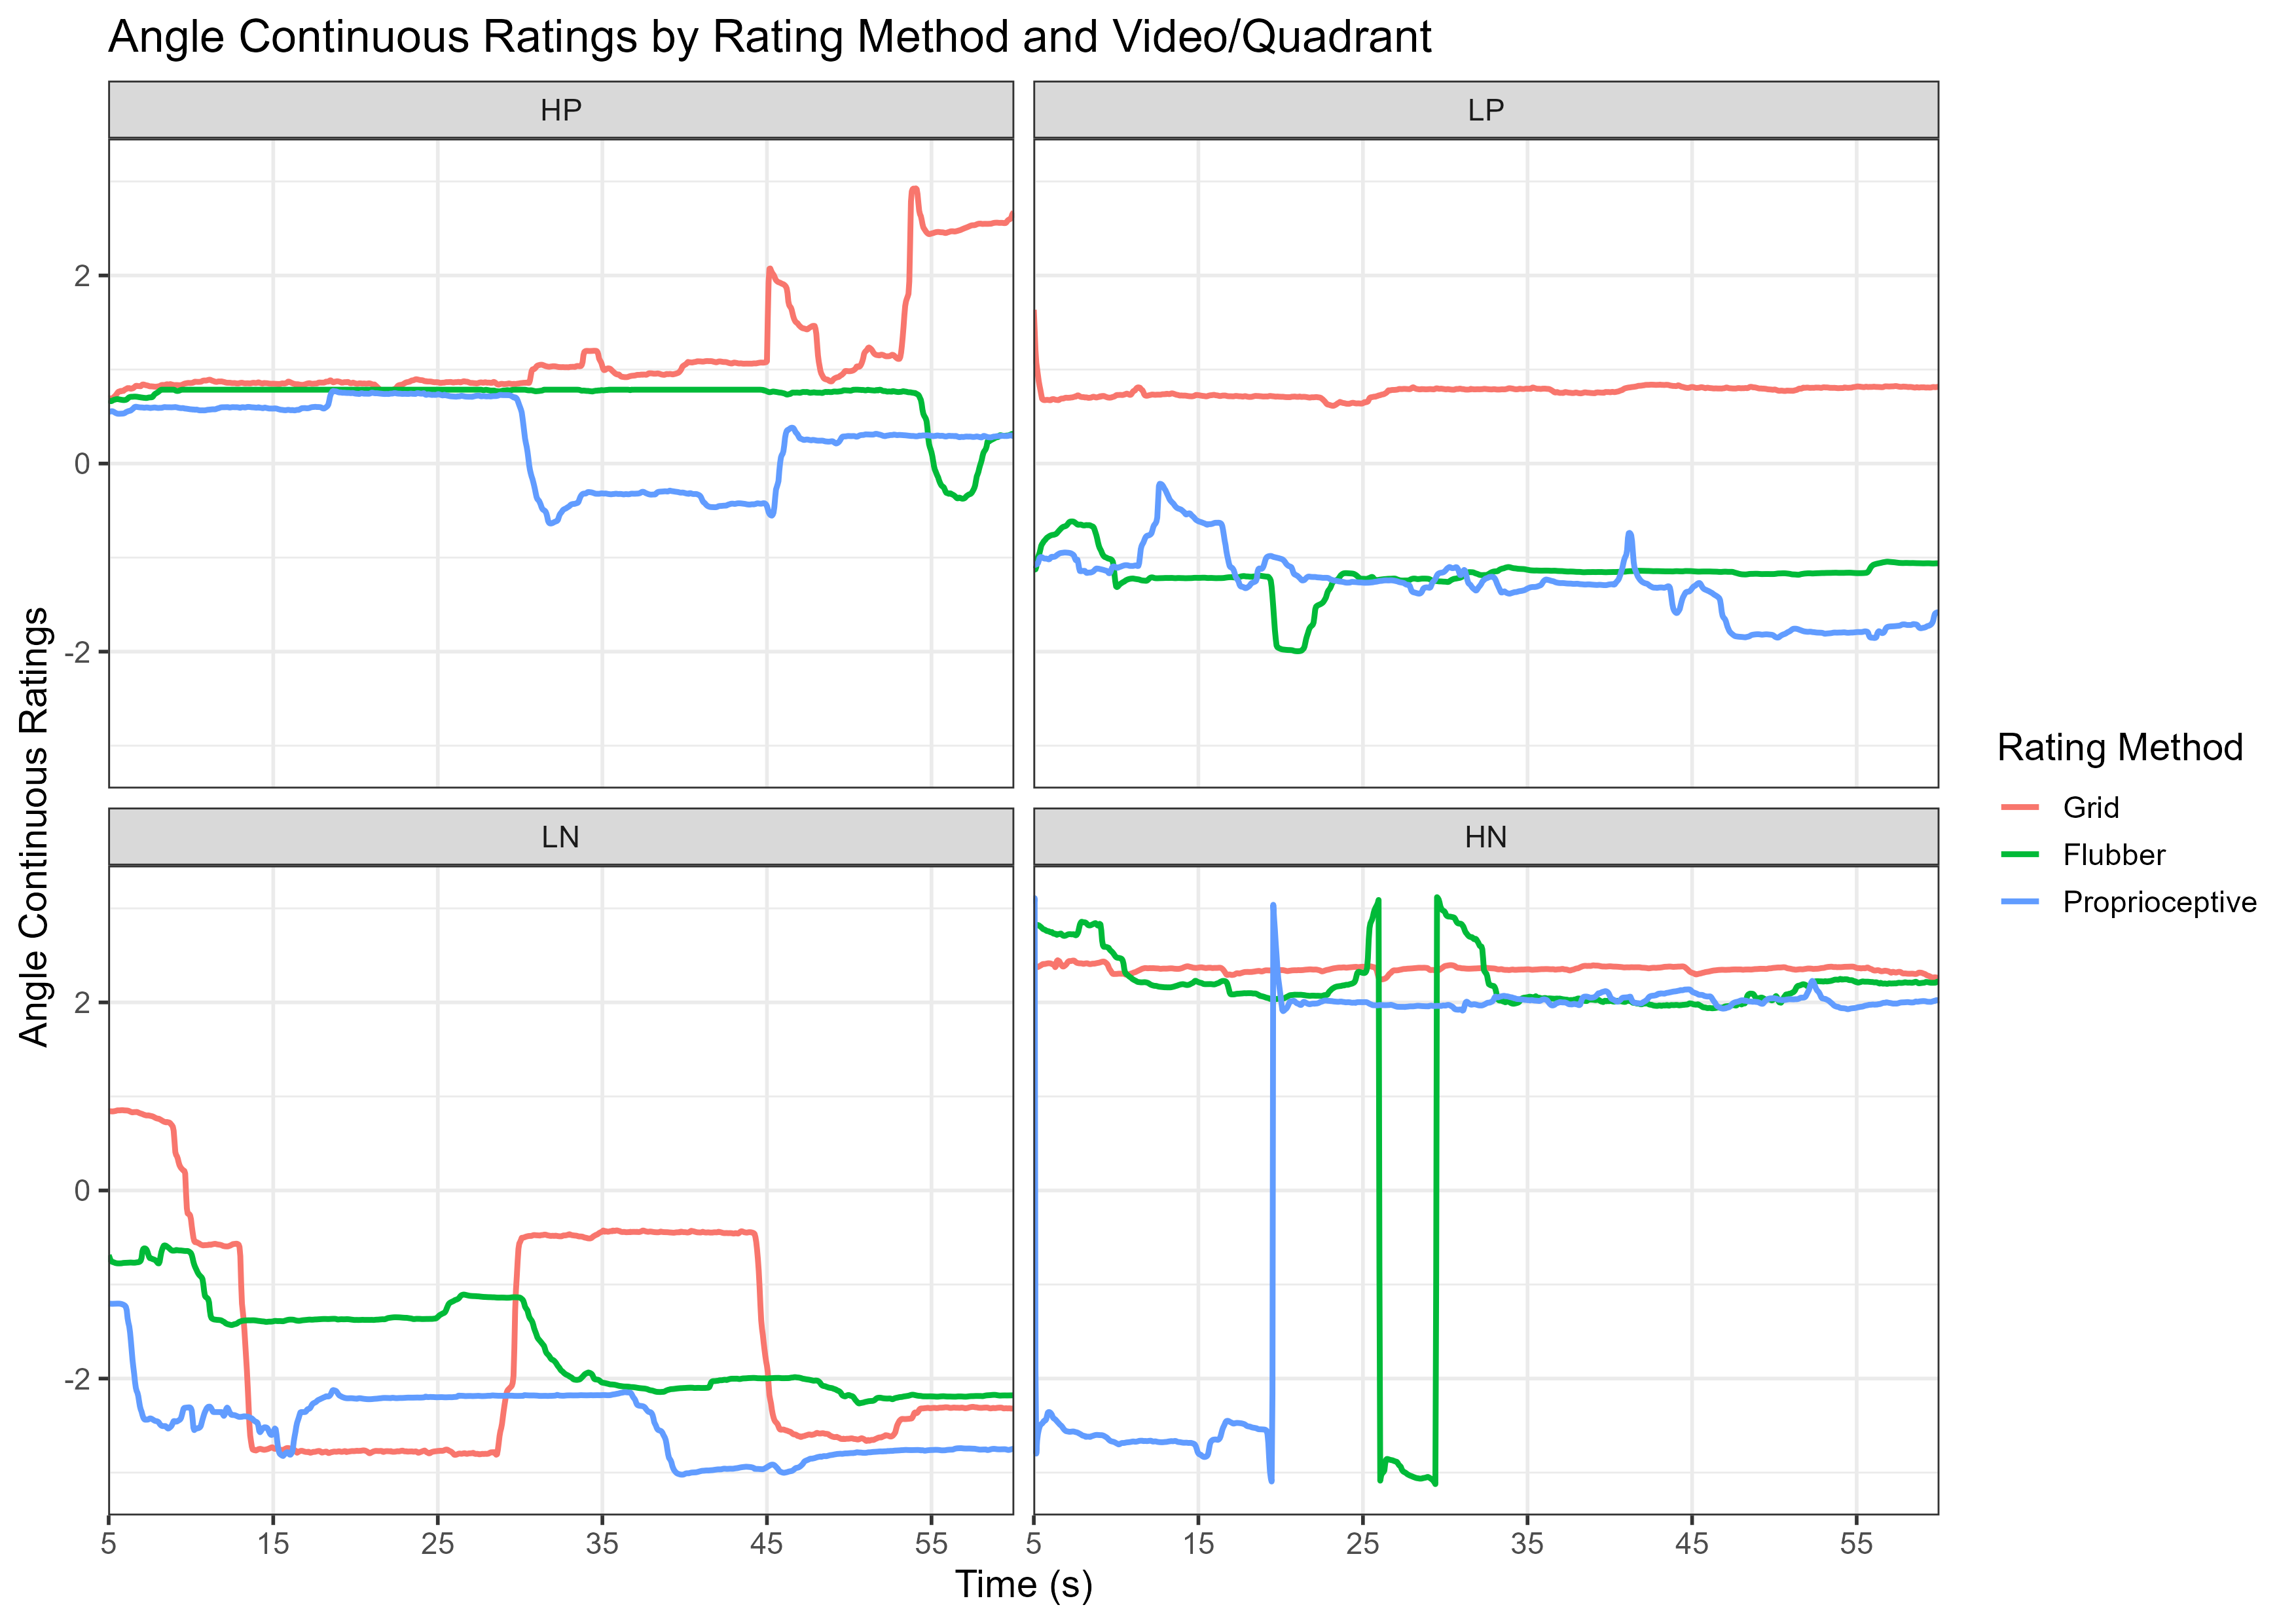 Angle Continuous Ratings by Rating Method and Video/Quadrant
HP
LP
2
0
-2
LN
HN
2
0
-2
5
15
25
35
45
55
5
15
25
35
45
55
Time (s)
Angle Continuous Ratings
Rating Method
Grid
Flubber
Proprioceptive